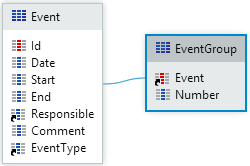 Event
Id
Date
Start
End
Responsible
Comment
EventType
EventGroup
Event
Number